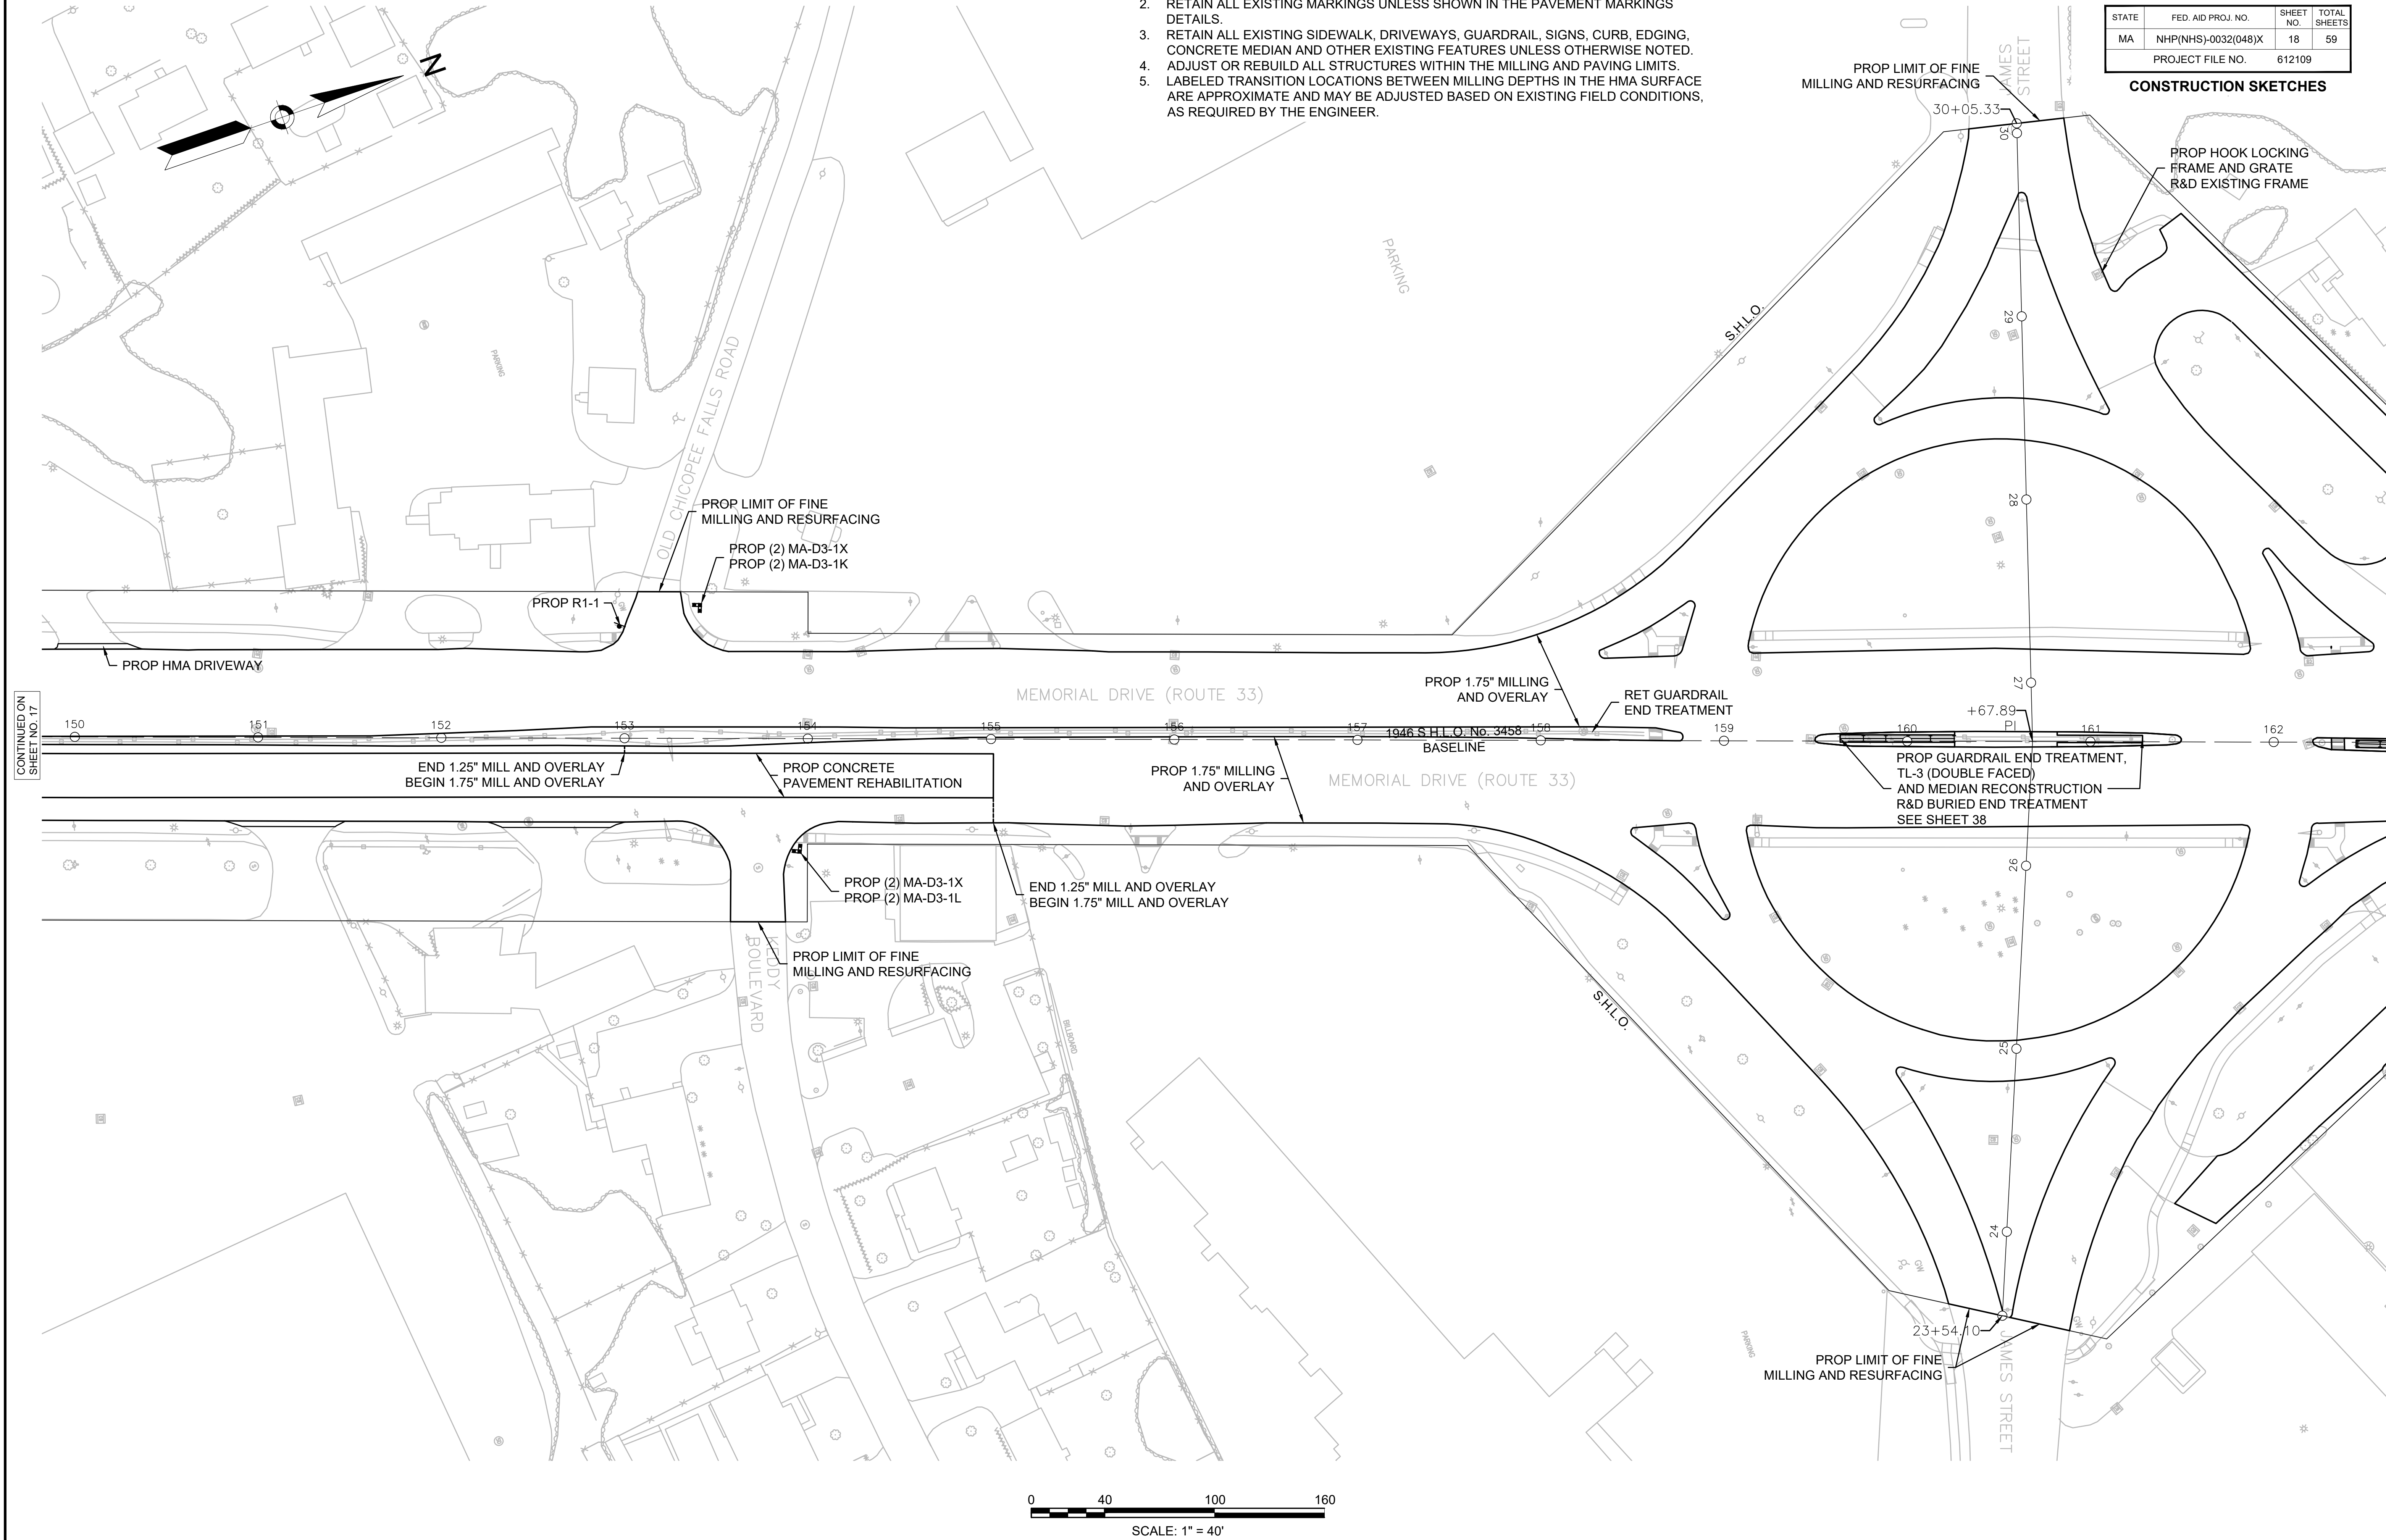 2. RETAIN ALL EXISTING MARKINGS UNLESS SHOWN IN THE PAVEMENT MARKINGS
DETAILS.
3. RETAIN ALL EXISTING SIDEWALK, DRIVEWAYS, GUARDRAIL, SIGNS, CURB, EDGING,
CONCRETE MEDIAN AND OTHER EXISTING FEATURES UNLESS OTHERWISE NOTED.
4. ADJUST OR REBUILD ALL STRUCTURES WITHIN THE MILLING AND PAVING LIMITS.
5. LABELED TRANSITION LOCATIONS BETWEEN MILLING DEPTHS IN THE HMA SURFACE
ARE APPROXIMATE AND MAY BE ADJUSTED BASED ON EXISTING FIELD CONDITIONS,
AS REQUIRED BY THE ENGINEER.
STATE FED. AID PROJ. NO. SHEET NO. TOTAL SHEETS
MA NHP(NHS)-0032(048)X 18 59
PROJECT FILE NO. 612109
CONSTRUCTION SKETCHES
N
JAMES
STREET
PROP LIMIT OF FINE
MILLING AND RESURFACING
30+05.33
30
PROP HOOK LOCKING
FRAME AND GRATE
R&D EXISTING FRAME
PARKING
S.H.L.O.
29
PARKING
OLD CHICOPEE FALLS ROAD
28
PROP LIMIT OF FINE
MILLING AND RESURFACING
PROP (2) MA-D3-1X
PROP (2) MA-D3-1K
PROP R1-1
PROP HMA DRIVEWAY
MEMORIAL DRIVE (ROUTE 33)
PROP 1.75" MILLING
AND OVERLAY
RET GUARDRAIL
END TREATMENT
27
+67.89
PI
CONTINUED ON
SHEET NO. 17
150
151
152
153
154
155
156
157
158
159
160
161
162
1946 S.H.L.O. No. 3458
BASELINE
END 1.25" MILL AND OVERLAY
BEGIN 1.75" MILL AND OVERLAY
PROP CONCRETE
PAVEMENT REHABILITATION
PROP 1.75" MILLING
AND OVERLAY
MEMORIAL DRIVE (ROUTE 33)
PROP GUARDRAIL END TREATMENT,
TL-3 (DOUBLE FACED)
AND MEDIAN RECONSTRUCTION
R&D BURIED END TREATMENT
SEE SHEET 38
26
PROP (2) MA-D3-1X
PROP (2) MA-D3-1L
END 1.25" MILL AND OVERLAY
BEGIN 1.75" MILL AND OVERLAY
PROP LIMIT OF FINE
MILLING AND RESURFACING
KEDDY
BOULEVARD
S.H.L.O.
BILLBOARD
25
24
GW
GW
23+54.10
PARKING
PROP LIMIT OF FINE
MILLING AND RESURFACING
JAMES STREET
0 40 100 160
SCALE: 1" = 40'